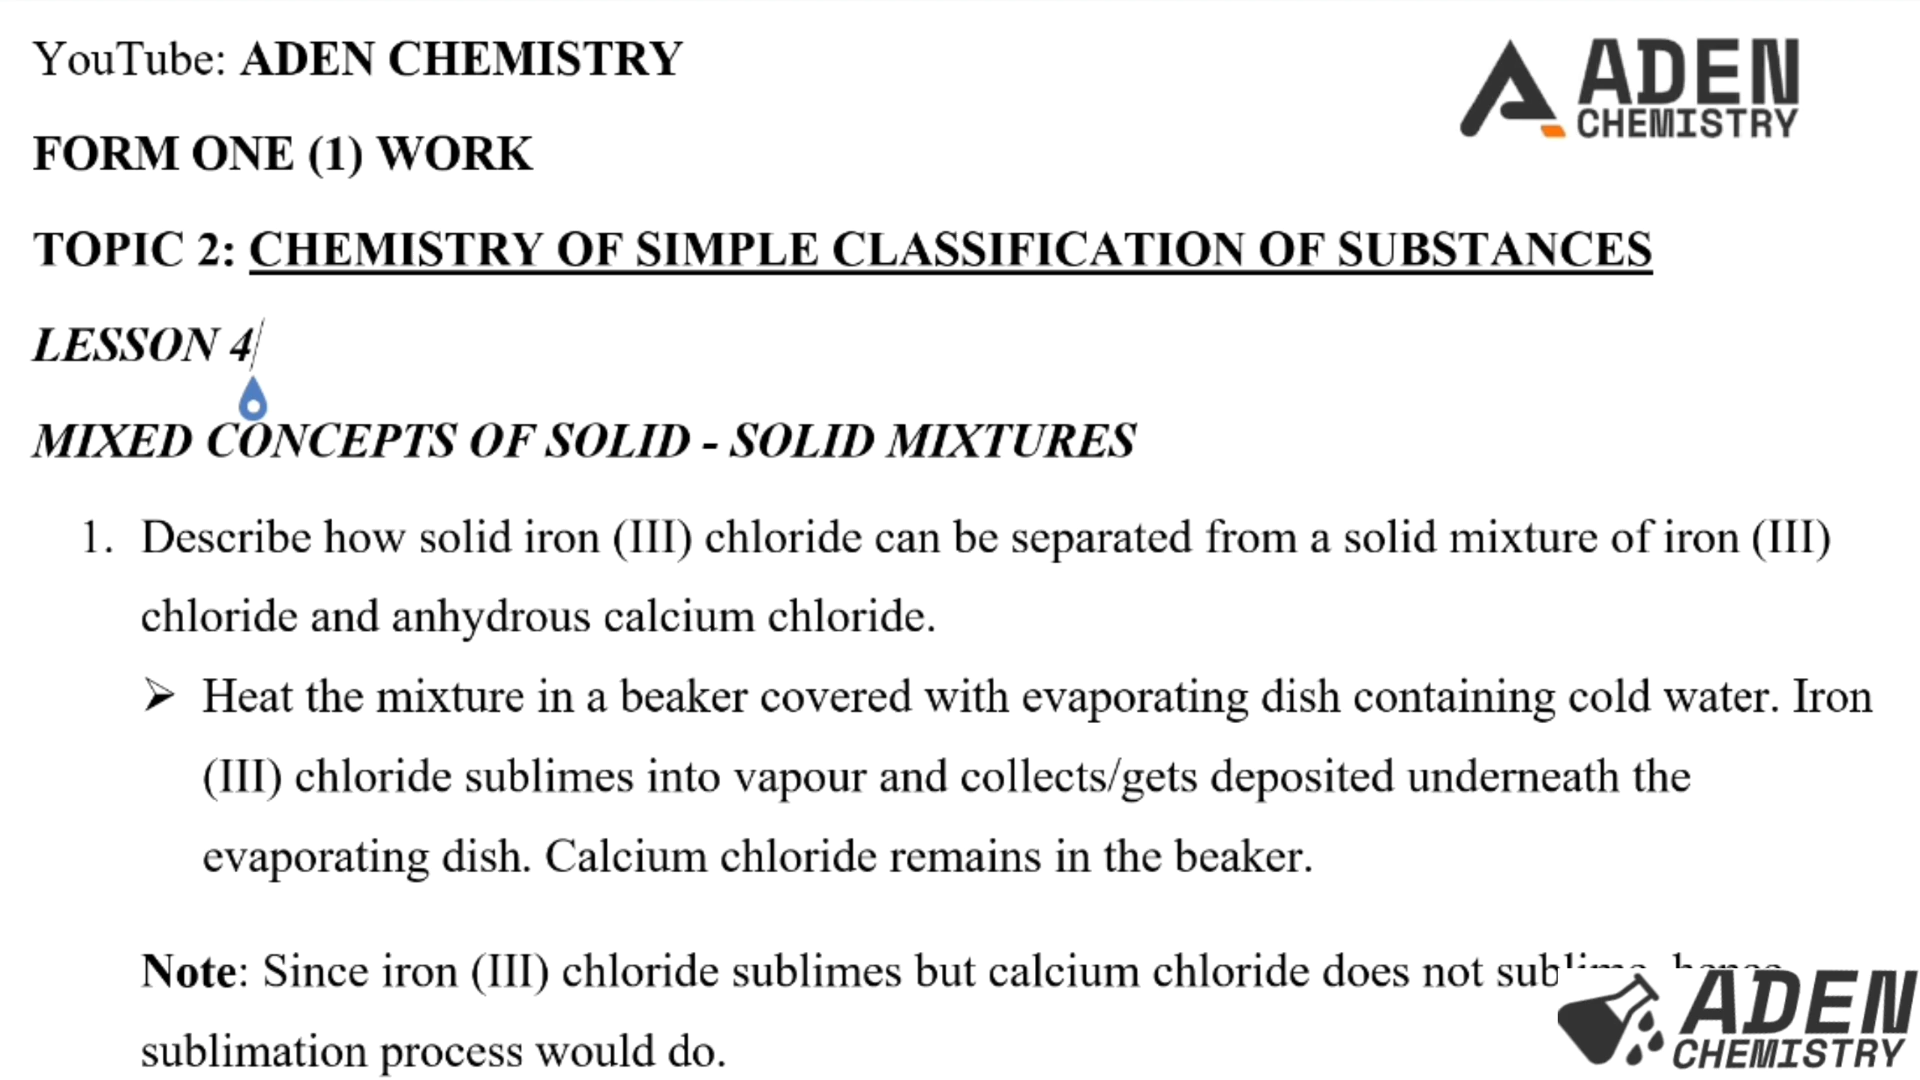 YouTube: ADEN CHEMISTRY
ADEN
CHEMISTRY
FORM ONE (1) WORK
TOPIC 2: CHEMISTRY OF SIMPLE CLASSIFICATION OF SUBSTANCES
LESSON 4
MIXED CONCEPTS OF SOLID - SOLID MIXTURES
1. Describe how solid iron (III) chloride can be separated from a solid mixture of iron (III)
chloride and anhydrous calcium chloride.
➢ Heat the mixture in a beaker covered with evaporating dish containing cold water. Iron
(III) chloride sublimes into vapour and collects/gets deposited underneath the
evaporating dish. Calcium chloride remains in the beaker.
Note: Since iron (III) chloride sublimes but calcium chloride does not
sublimation process would do.
ADEN
CHEMISTRY